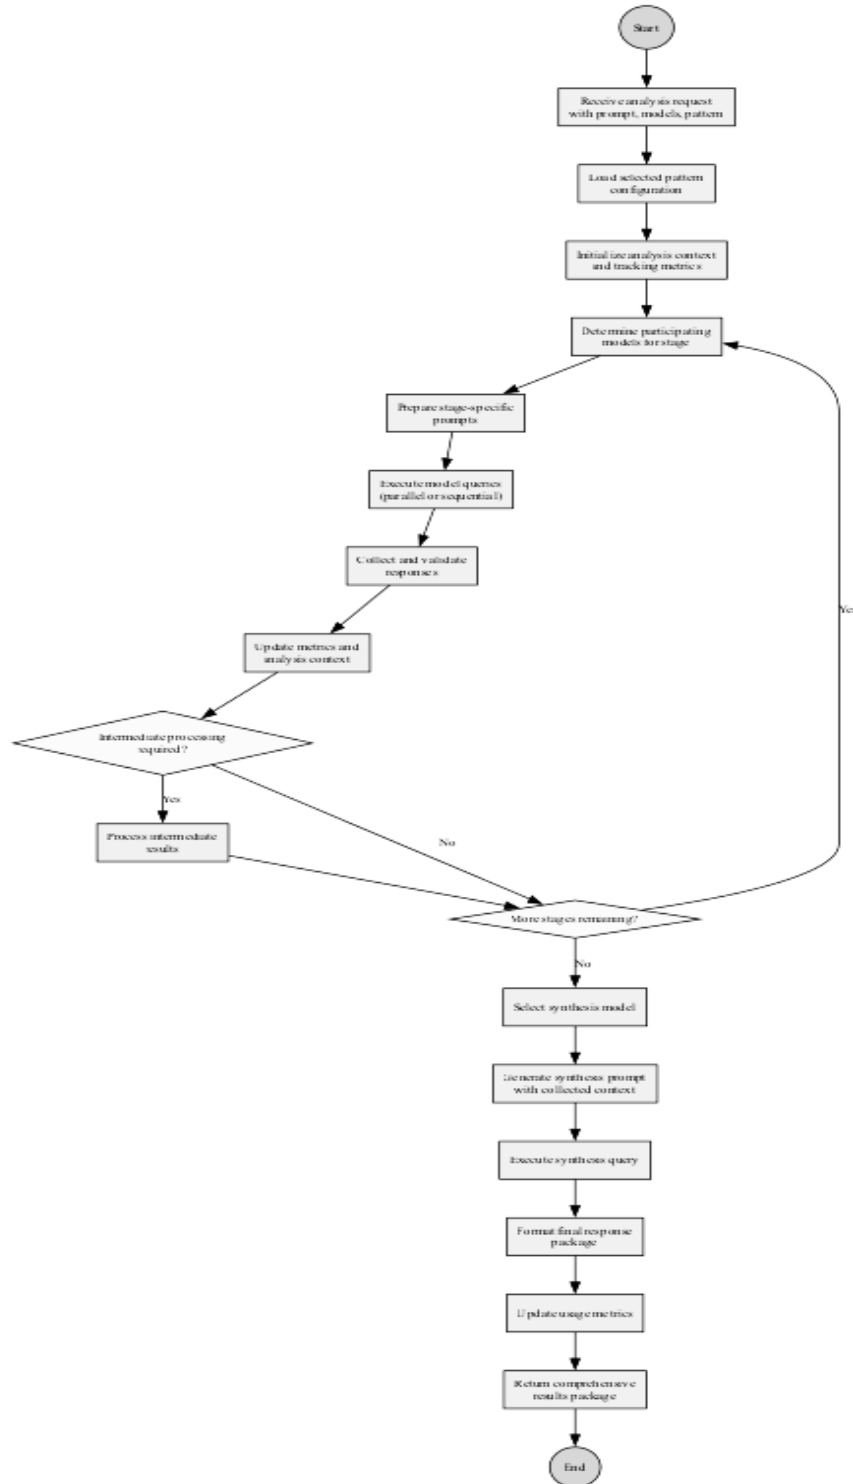 Start
Receive analysis request
with prompt, models, pattern
Load selected pattern
configuration
Initialize analysis context
and tracking metrics
Determine participating
models for stage
Prepare stage-specific
prompts
Execute model queries
(parallel or sequential)
Collect and validate
responses
Update metrics and
analysis context
Intermediate processing
required?
Yes
Process intermediate
results
No
More stages remaining?
Yes
No
Select synthesis model
Generate synthesis prompt
with collected context
Execute synthesis query
Format final response
package
Update usage metrics
Return comprehensive
results package
End